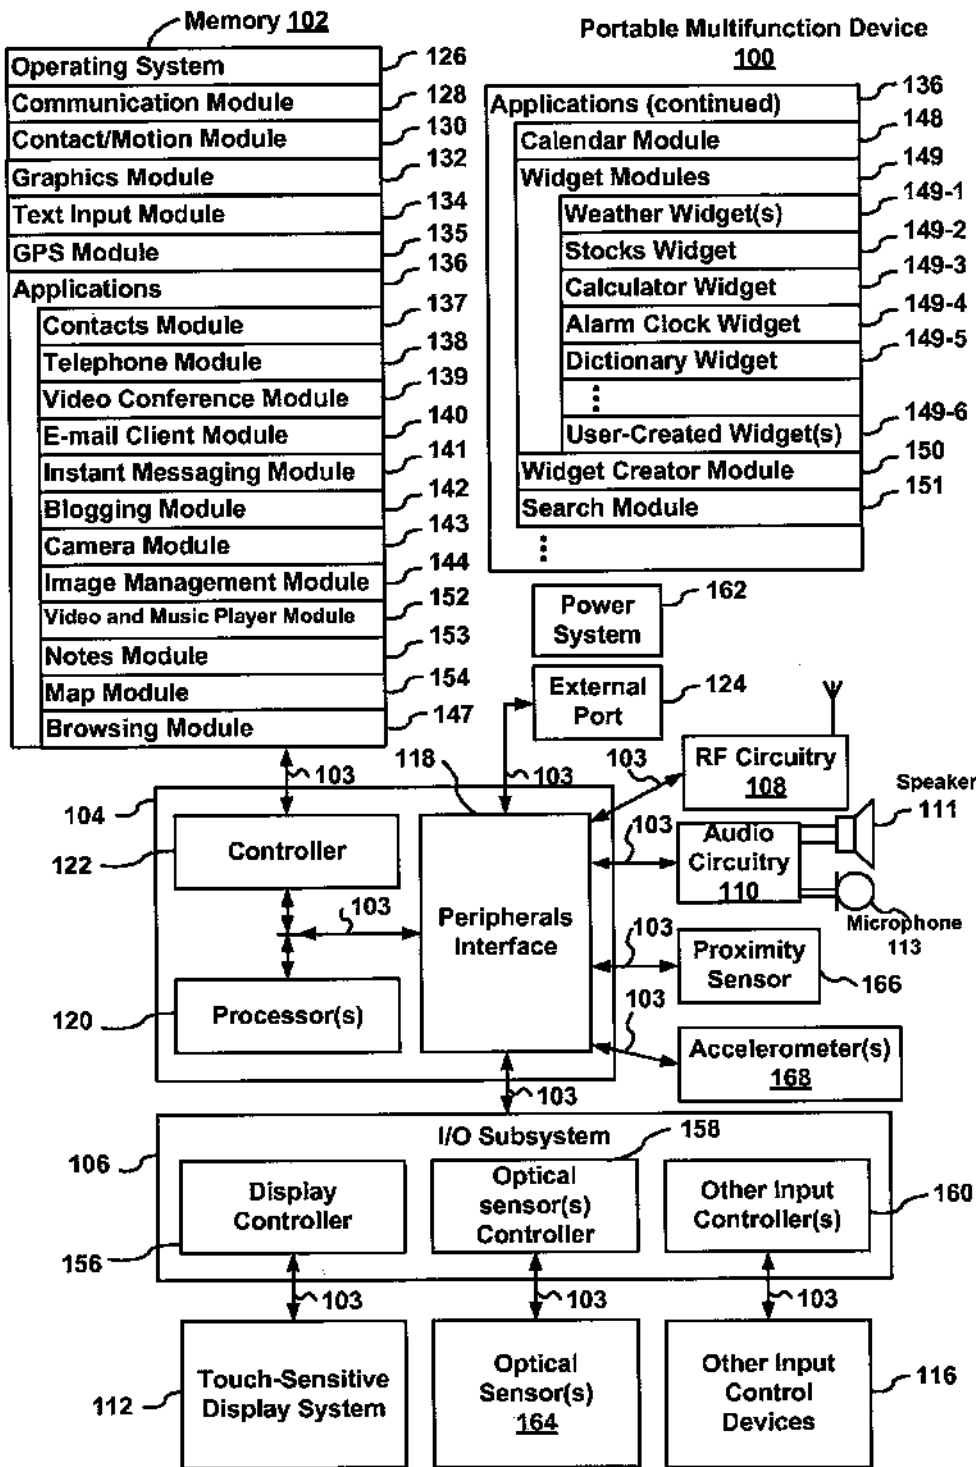 Memory 102
Operating System 126
Communication Module 128
Contact/Motion Module 130
Graphics Module 132
Text Input Module 134
GPS Module 135
Applications 136
Contacts Module 137
Telephone Module 138
Video Conference Module 139
E-mail Client Module 140
Instant Messaging Module 141
Blogging Module 142
Camera Module 143
Image Management Module 144
Video and Music Player Module 152
Notes Module 153
Map Module 154
Browsing Module 147
Portable Multifunction Device
100
Applications (continued) 136
Calendar Module 148
Widget Modules 149
Weather Widget(s) 149-1
Stocks Widget 149-2
Calculator Widget 149-3
Alarm Clock Widget 149-4
Dictionary Widget 149-5
User-Created Widget(s) 149-6
Widget Creator Module 150
Search Module 151
Power
System
162
External
Port
124
103
118
103
103
RF Circuitry
108
Speaker
111
104
122
Controller
103
Audio
Circuitry
110
103
Peripherals
Interface
Microphone
113
103
Proximity
Sensor
166
120
Processor(s)
103
Accelerometer(s)
168
103
I/O Subsystem
158
106
Display
Controller
156
Optical
sensor(s)
Controller
Other Input
Controller(s)
160
103
103
103
112
Touch-Sensitive
Display System
Optical
Sensor(s)
164
Other Input
Control
Devices
116